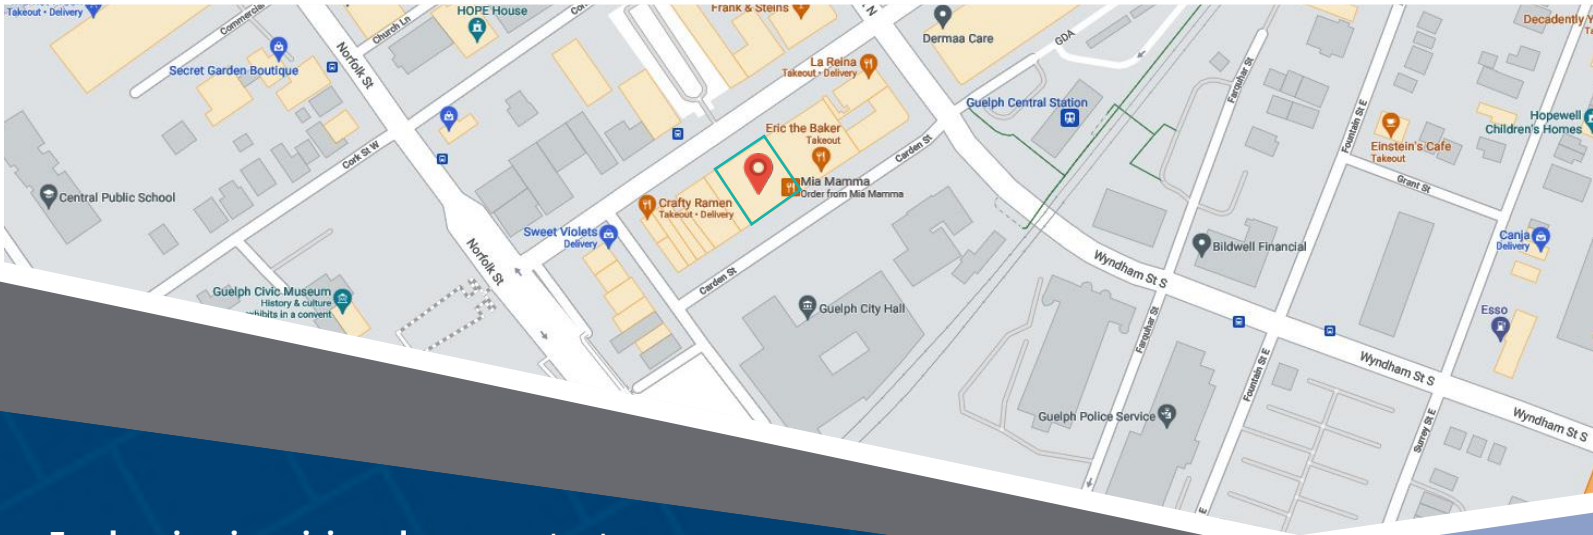 Takeout • Delivery
Commercial
Church Ln
HOPE House
Frank & Steins
N
Dermaa Care
GDA
Decadently
Secret Garden Boutique
Norfolk St
La Reina
Takeout • Delivery
Guelph Central Station
Farquhar St
Fountain St E
Hopewell
Children's Homes
Einstein's Cafe
Takeout
Eric the Baker
Takeout
Carden St
Cork St W
Central Public School
Mia Mamma
Order from Mia Mamma
Grant St
Crafty Ramen
Takeout • Delivery
Sweet Violets
Delivery
Canja
Delivery
Bildwell Financial
Norfolk St
Wyndham St S
Carden St
Guelph Civic Museum
History & culture
exhibits in a convent
Guelph City Hall
Esso
Farquhar St
Fountain St E
Wyndham St S
Guelph Police Service
Surrey St E
Wyndham St S
E